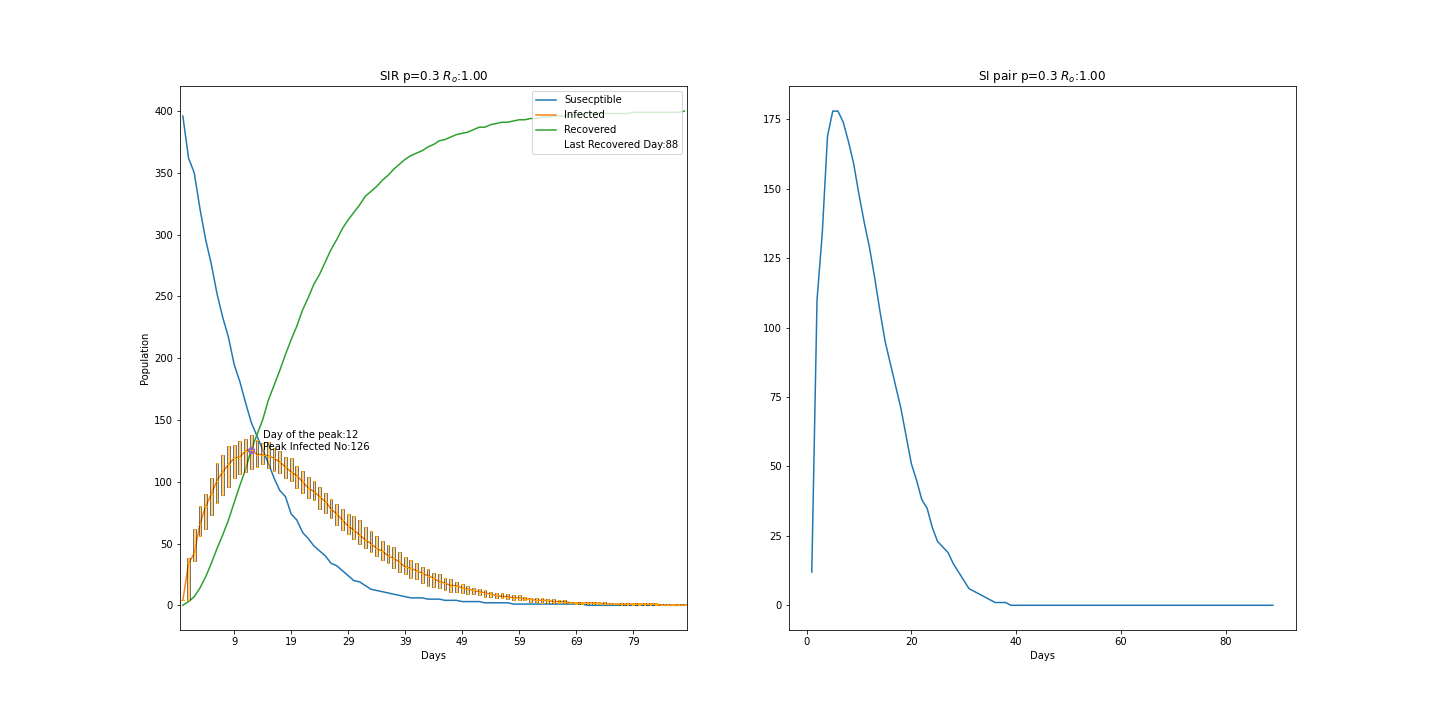 SIR p=0.3 Rₒ:1.00
400
350
300
250
200
150
100
50
0
Population
Susecptible
Infected
Recovered
Last Recovered Day:88
Day of the peak:12
Peak Infected No:126
9 19 29 39 49 59 69 79
Days
SI pair p=0.3 Rₒ:1.00
175
150
125
100
75
50
25
0
0 20 40 60 80
Days